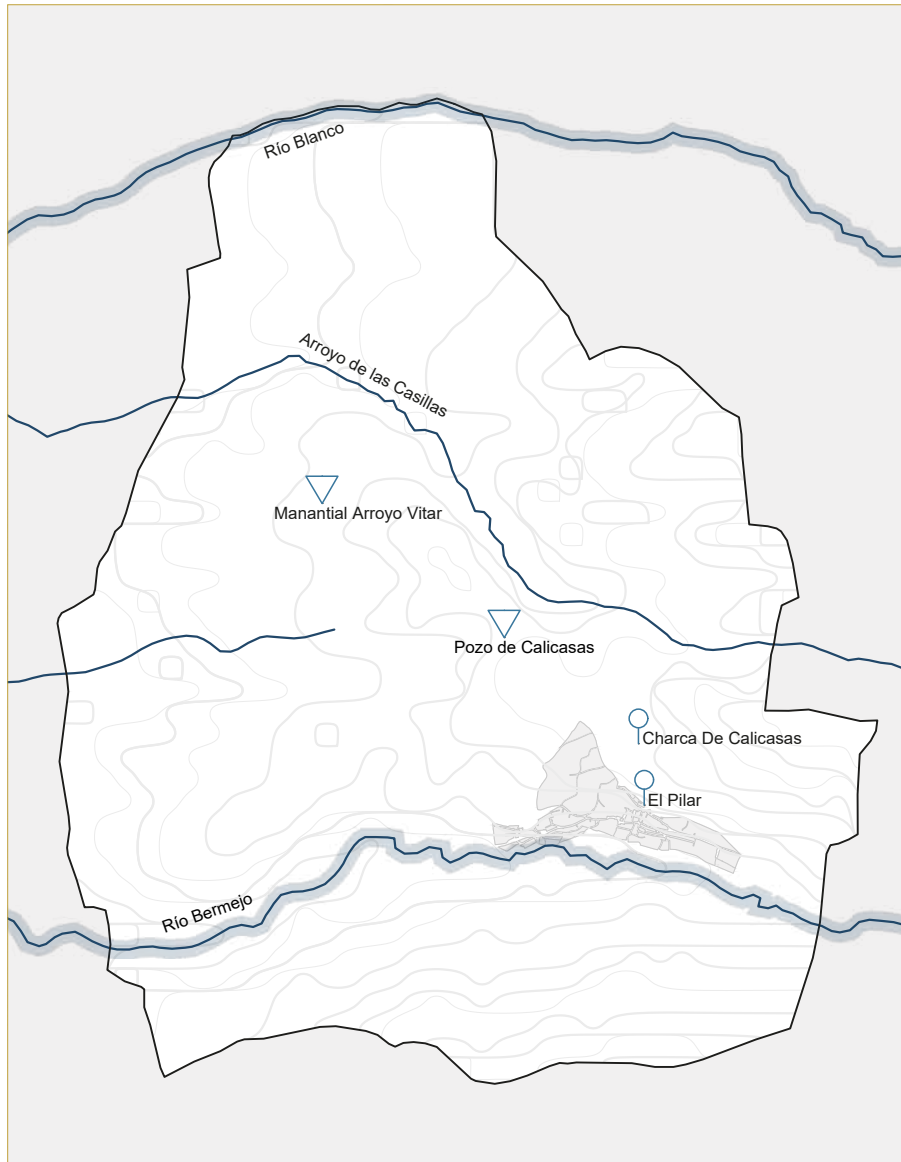 Río Blanco
Arroyo de las Casillas
Manantial Arroyo Vitar
Pozo de Calicasas
Charca De Calicasas
El Pilar
Río Bermejo